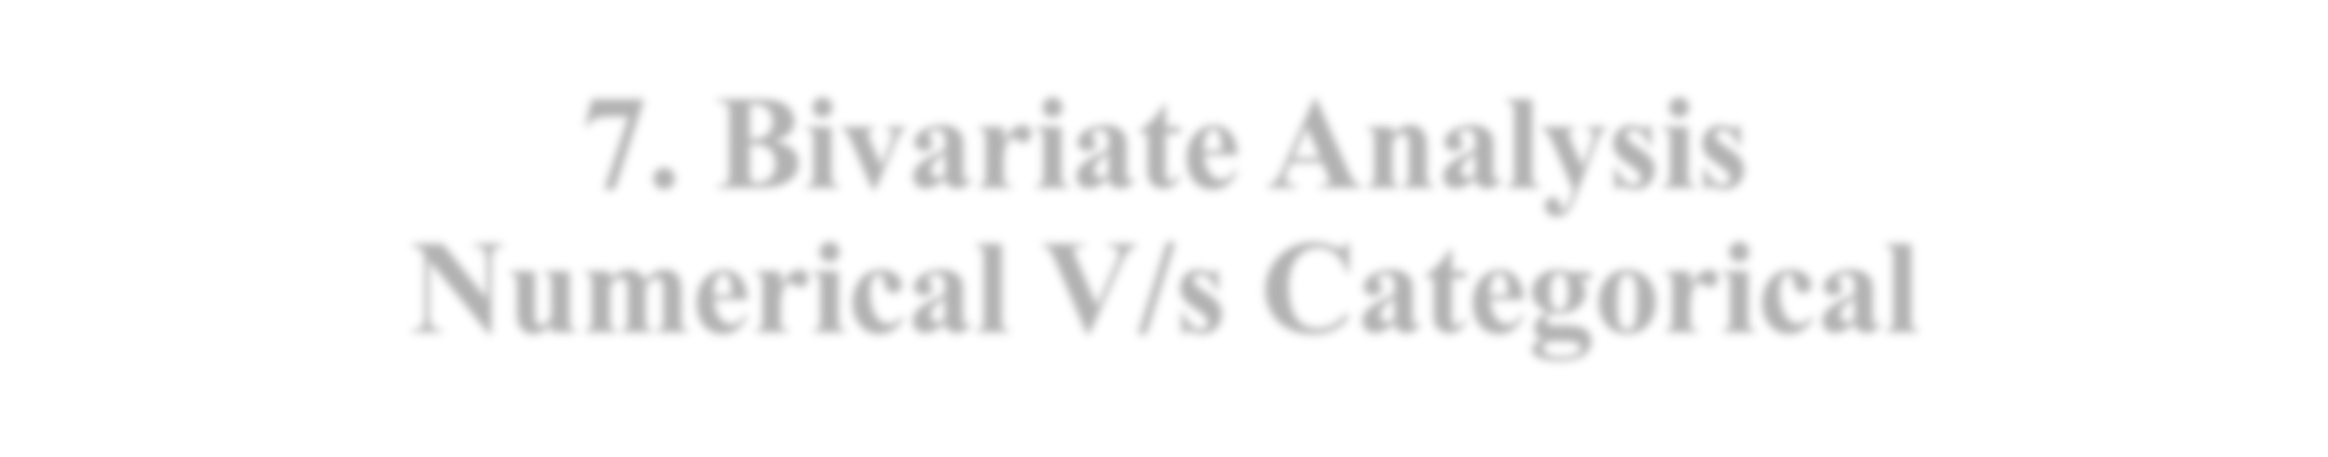 7. Bivariate Analysis
Numerical V/s Categorical